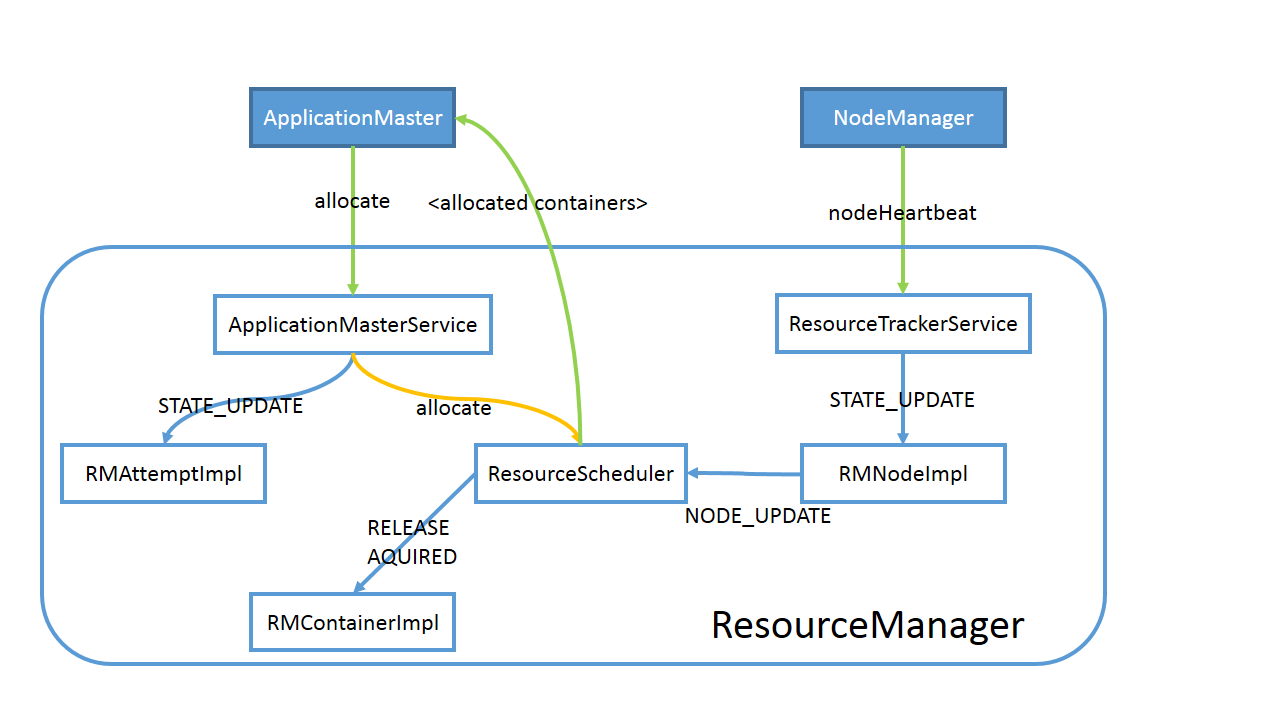 ApplicationMaster
NodeManager
allocate
<allocated containers>
nodeHeartbeat
ApplicationMasterService
ResourceTrackerService
STATE_UPDATE
allocate
STATE_UPDATE
RMAttemptImpl
ResourceScheduler
RMNodeImpl
NODE_UPDATE
RELEASE
AQUIRED
RMContainerImpl
ResourceManager